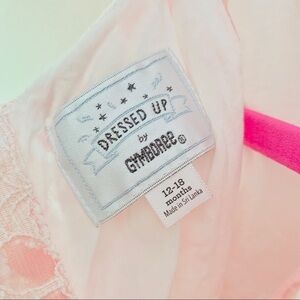 DRESSED UP
by
GYMBOREE®
12-18
months
Made in Sri Lanka